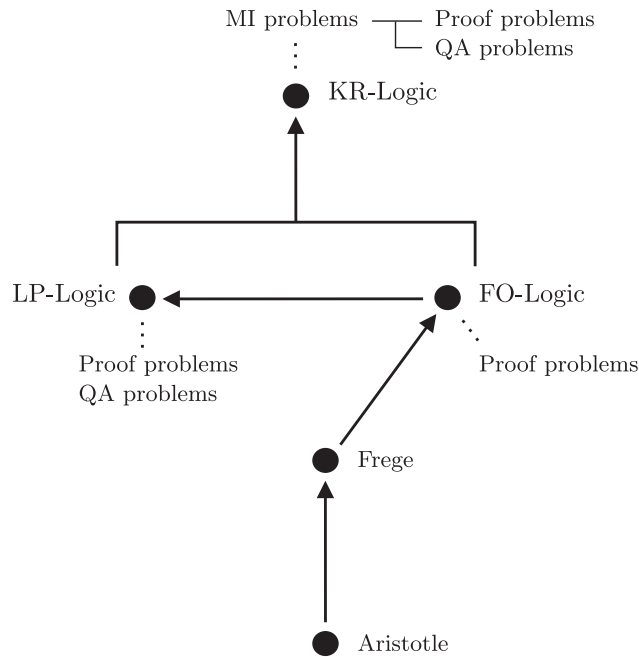 MI problems
Proof problems
QA problems
KR-Logic
LP-Logic
FO-Logic
Proof problems
QA problems
Proof problems
Frege
Aristotle